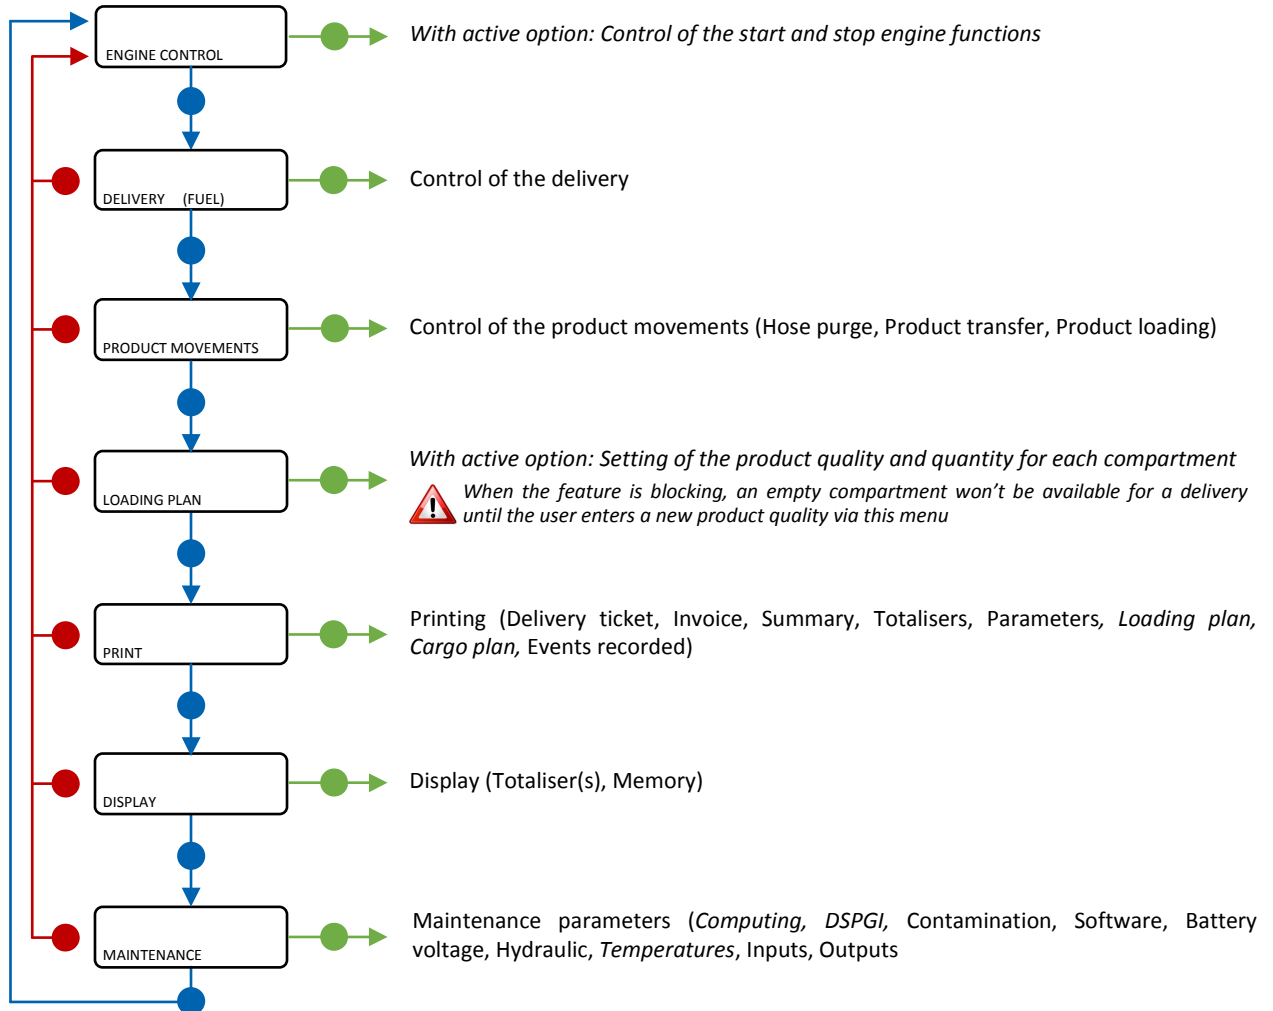 With active option: Control of the start and stop engine functions
ENGINE CONTROL
Control of the delivery
DELIVERY (FUEL)
Control of the product movements (Hose purge, Product transfer, Product loading)
PRODUCT MOVEMENTS
With active option: Setting of the product quality and quantity for each compartment
When the feature is blocking, an empty compartment won’t be available for a delivery
until the user enters a new product quality via this menu
LOADING PLAN
Printing (Delivery ticket, Invoice, Summary, Totalisers, Parameters, Loading plan,
Cargo plan, Events recorded)
PRINT
Display (Totaliser(s), Memory)
DISPLAY
Maintenance parameters (Computing, DSPGI, Contamination, Software, Battery
voltage, Hydraulic, Temperatures, Inputs, Outputs
MAINTENANCE